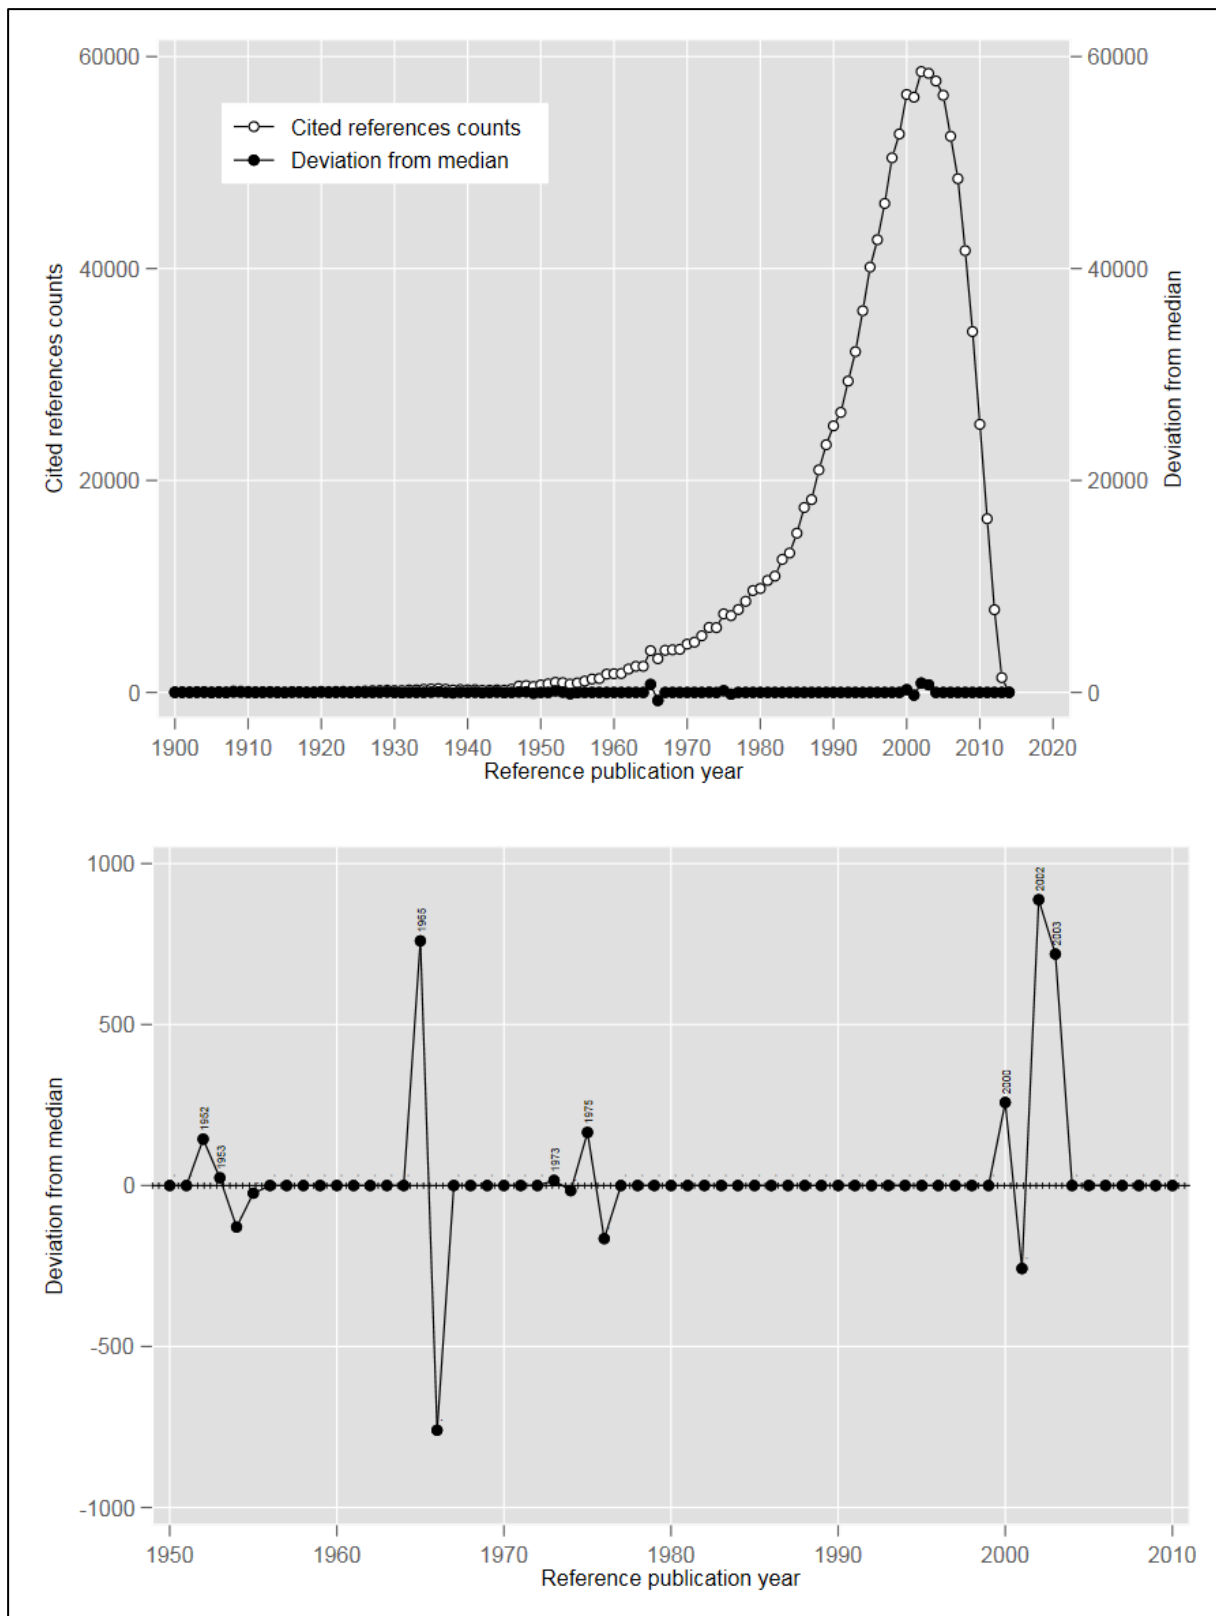 60000
60000
Cited references counts
Deviation from median
40000
40000
Cited references counts
Deviation from median
20000
20000
0
0
1900 1910 1920 1930 1940 1950 1960 1970 1980 1990 2000 2010 2020
Reference publication year
1000
2002
1965
2003
500
2000
1975
1952
1953
1973
Deviation from median
0
-500
-1000
1950 1960 1970 1980 1990 2000 2010
Reference publication year